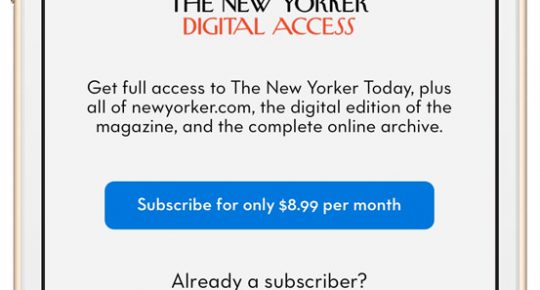 THE NEW YORKER
DIGITAL ACCESS
Get full access to The New Yorker Today, plus
all of newyorker.com, the digital edition of the
magazine, and the complete online archive.
Subscribe for only $8.99 per month
Already a subscriber?